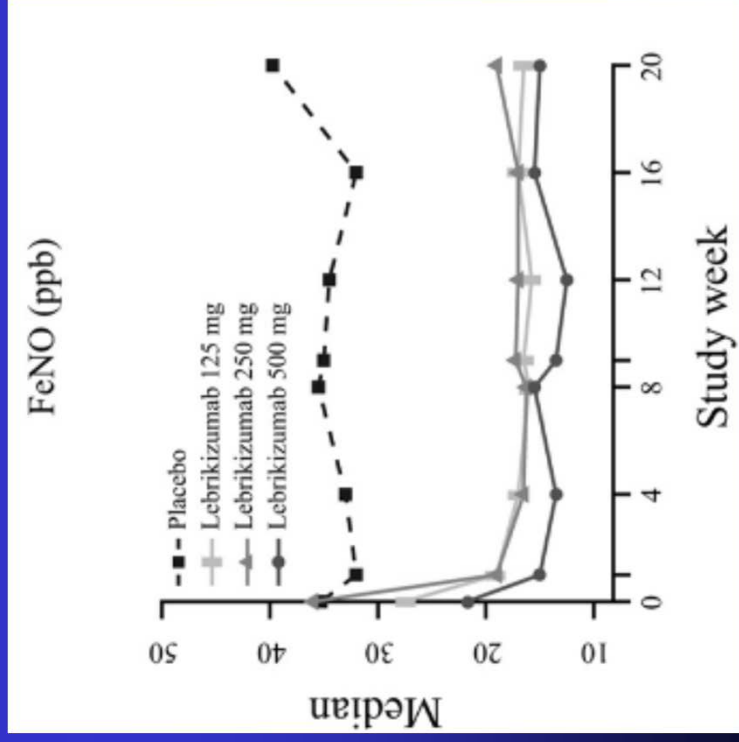 FeNO (ppb)
Placebo
Lebrikizumab 125 mg
Lebrikizumab 250 mg
Lebrikizumab 500 mg
Median
50
40
30
20
10
0
4
8
12
16
20
Study week